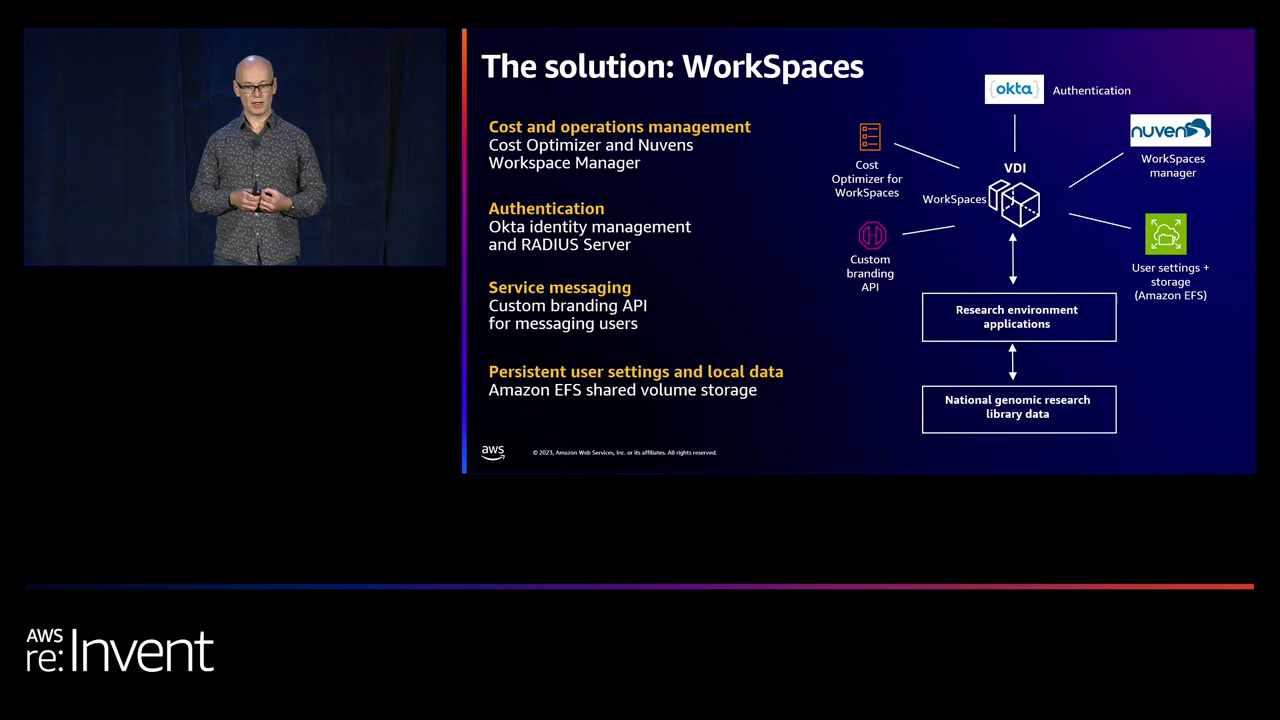 The solution: WorkSpaces
Cost and operations management
Cost Optimizer and Nuvens
Workspace Manager
Authentication
Okta identity management
and RADIUS Server
Service messaging
Custom branding API
for messaging users
Persistent user settings and local data
Amazon EFS shared volume storage
okta
Authentication
nuvens
WorkSpaces
manager
Cost
Optimizer for
WorkSpaces
VDI
WorkSpaces
Custom
branding
API
User settings +
storage
(Amazon EFS)
Research environment
applications
National genomic research
library data
aws
© 2023, Amazon Web Services, Inc. or its affiliates. All rights reserved.
AWS
re:Invent